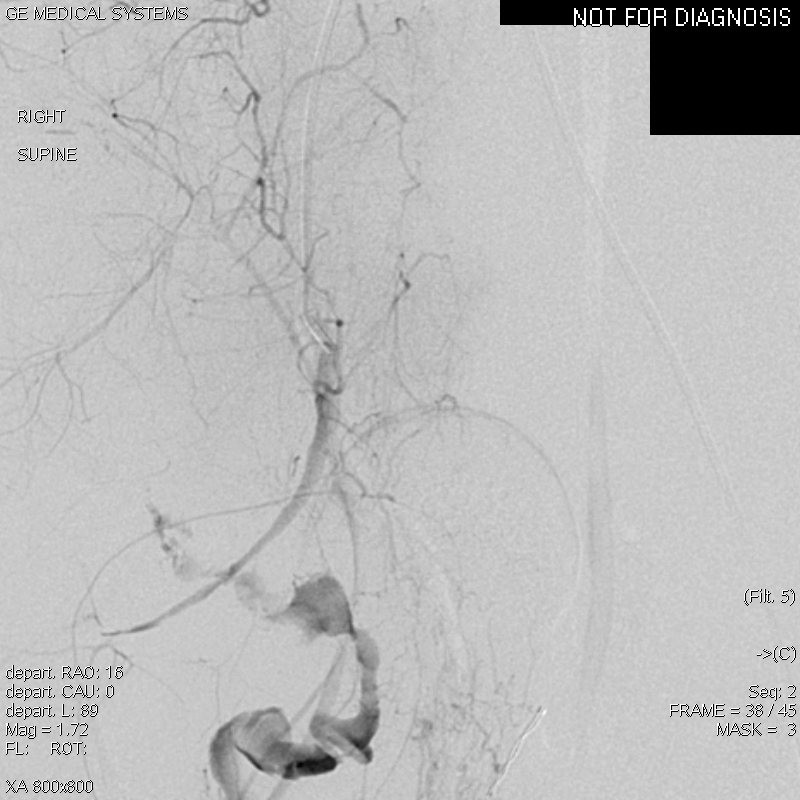 GE MEDICAL SYSTEMS
NOT FOR DIAGNOSIS
RIGHT
SUPINE
(Filt. 5)
->(C)
depart. RAO: 16
depart. CAU: 0
depart. L: 89
Mag = 1.72
FL: ROT:
Seq: 2
FRAME = 38 / 45
MASK = 3
XA 800x800